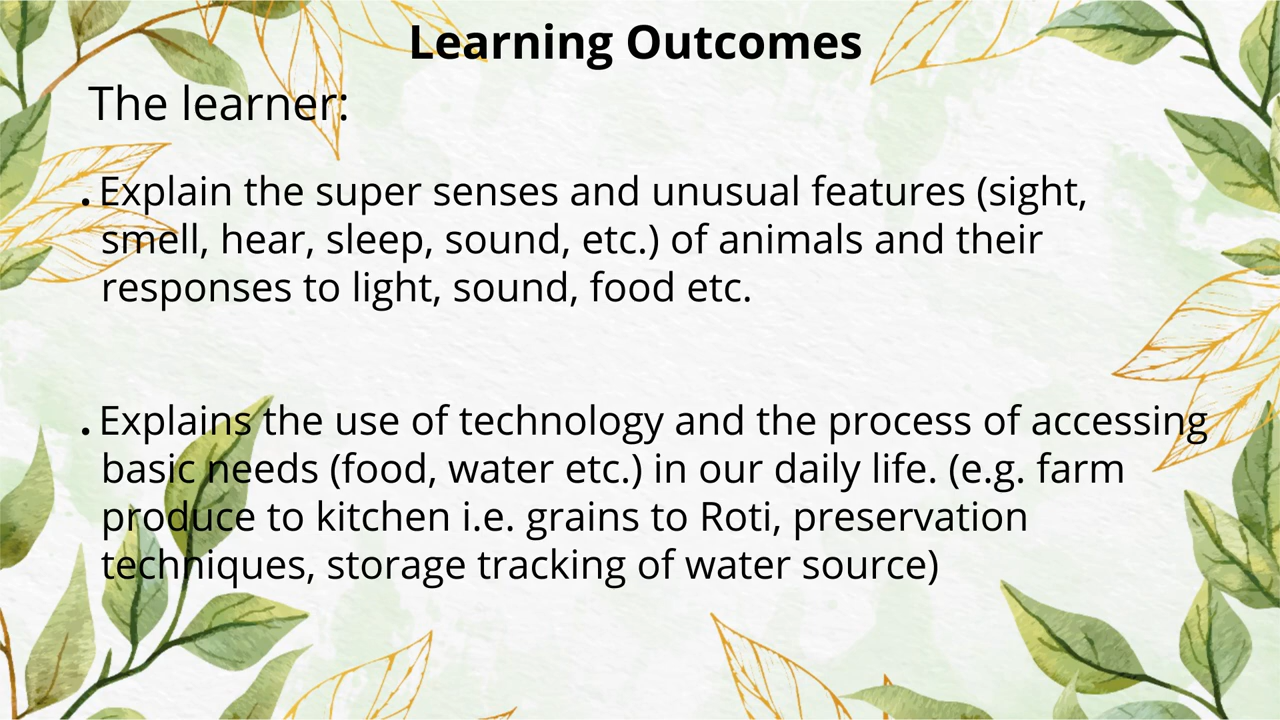 Learning Outcomes
The learner:
. Explain the super senses and unusual features (sight,
smell, hear, sleep, sound, etc.) of animals and their
responses to light, sound, food etc.
. Explains the use of technology and the process of accessing
basic needs (food, water etc.) in our daily life. (e.g. farm
produce to kitchen i.e. grains to Roti, preservation
techniques, storage tracking of water source)